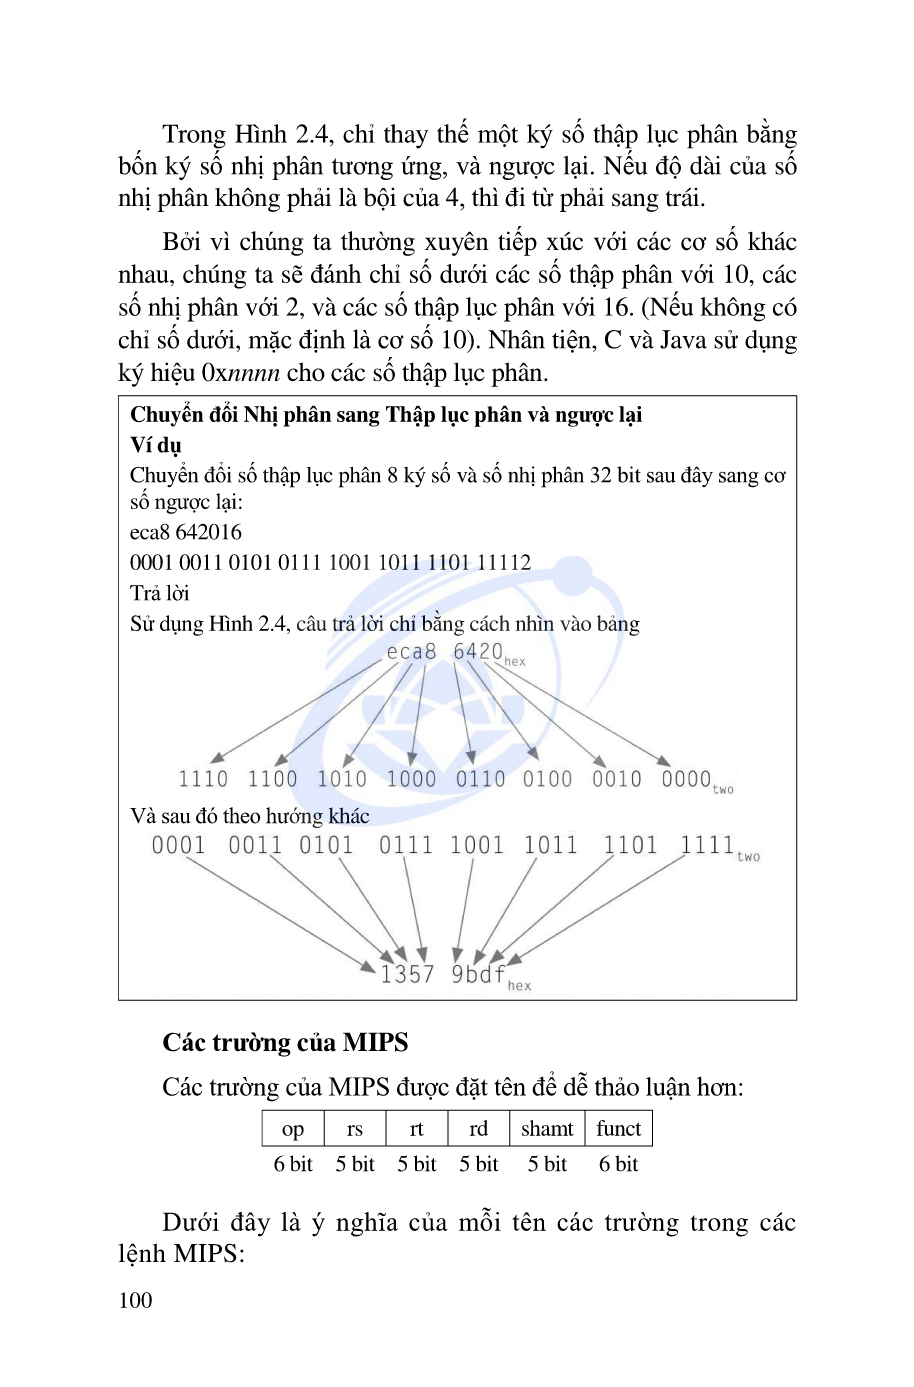 Trong Hình 2.4, chỉ thay thế một ký số thập lục phân bằng
bốn ký số nhị phân tương ứng, và ngược lại. Nếu độ dài của số
nhị phân không phải là bội của 4, thì đi từ phải sang trái.
Bởi vì chúng ta thường xuyên tiếp xúc với các cơ số khác
nhau, chúng ta sẽ đánh chỉ số dưới các số thập phân với 10, các
số nhị phân với 2, và các số thập lục phân với 16. (Nếu không có
chỉ số dưới, mặc định là cơ số 10). Nhân tiện, C và Java sử dụng
ký hiệu 0xnnnn cho các số thập lục phân.
Chuyển đổi Nhị phân sang Thập lục phân và ngược lại
Ví dụ
Chuyển đổi số thập lục phân 8 ký số và số nhị phân 32 bit sau đây sang cơ
số ngược lại:
eca8 642016
0001 0011 0101 0111 1001 1011 1101 11112
Trả lời
Sử dụng Hình 2.4, câu trả lời chỉ bằng cách nhìn vào bảng
eca8 6420hex
1110 1100 1010 1000 0110 0100 0010 0000two
Và sau đó theo hướng khác
0001 0011 0101 0111 1001 1011 1101 1111two
1357 9bdfhex
Các trường của MIPS
Các trường của MIPS được đặt tên để dễ thảo luận hơn:
op rs rt rd shamt funct
6 bit 5 bit 5 bit 5 bit 5 bit 6 bit
Dưới đây là ý nghĩa của mỗi tên các trường trong các
lệnh MIPS:
100